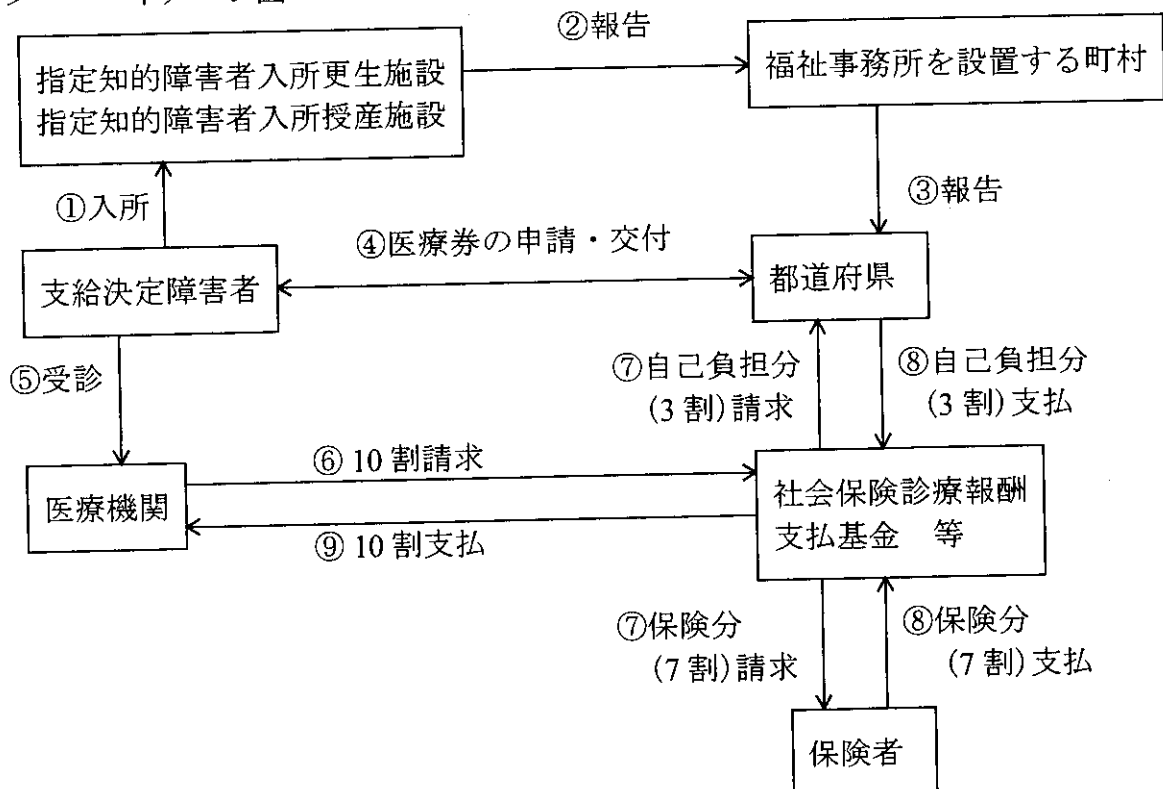 ②報告
指定知的障害者入所更生施設
指定知的障害者入所授産施設
福祉事務所を設置する町村
①入所
③報告
④医療券の申請・交付
支給決定障害者
都道府県
⑤受診
⑦自己負担分
(3割)請求
⑧自己負担分
(3割)支払
⑥10割請求
医療機関
社会保険診療報酬
支払基金 等
⑨10割支払
⑦保険分
(7割)請求
⑧保険分
(7割)支払
保険者